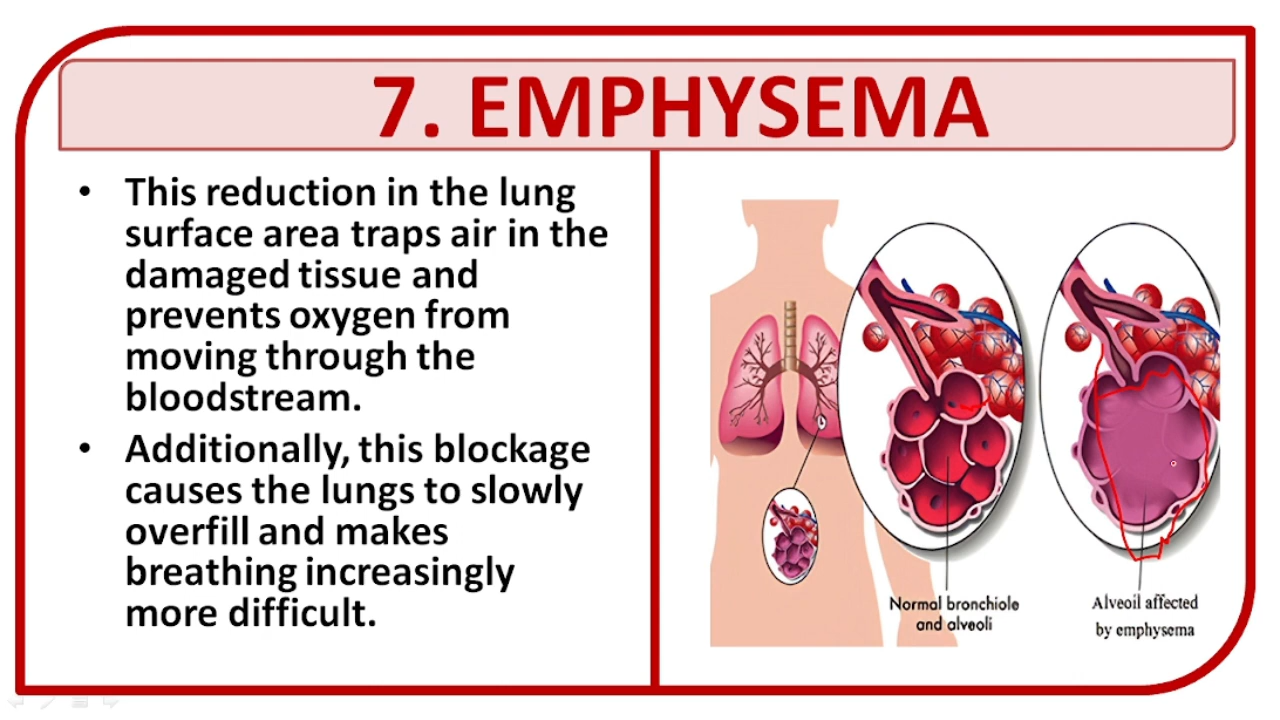 7. EMPHYSEMA
• This reduction in the lung
surface area traps air in the
damaged tissue and
prevents oxygen from
moving through the
bloodstream.
• Additionally, this blockage
causes the lungs to slowly
overfill and makes
breathing increasingly
more difficult.
Normal bronchiole
and alveoli
Alveoil affected
by emphysema